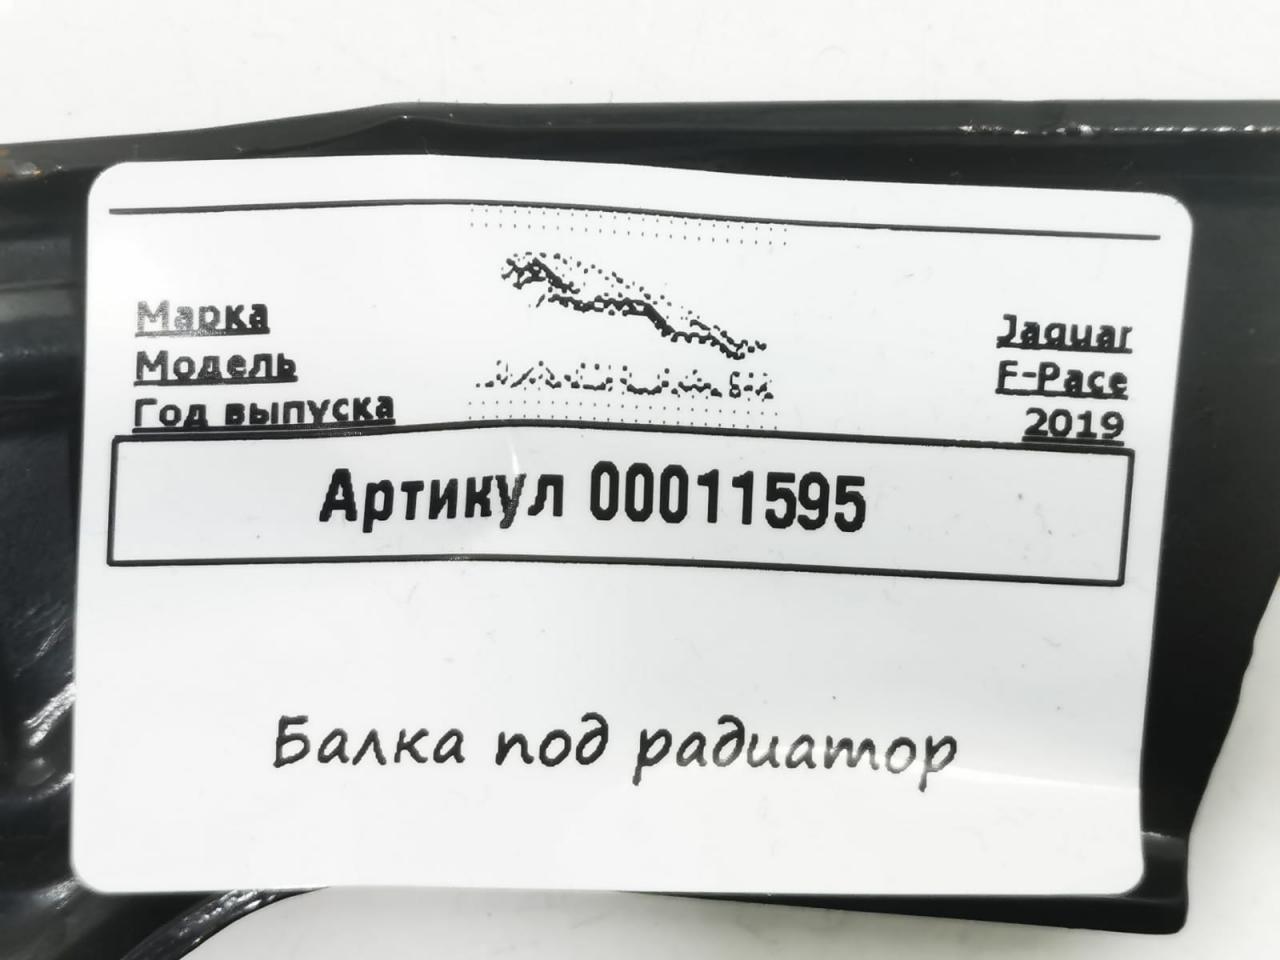 Марка Jaguar
Модель F-Pace
Год выпуска 2019
Артикул 00011595
Балка под радиатор